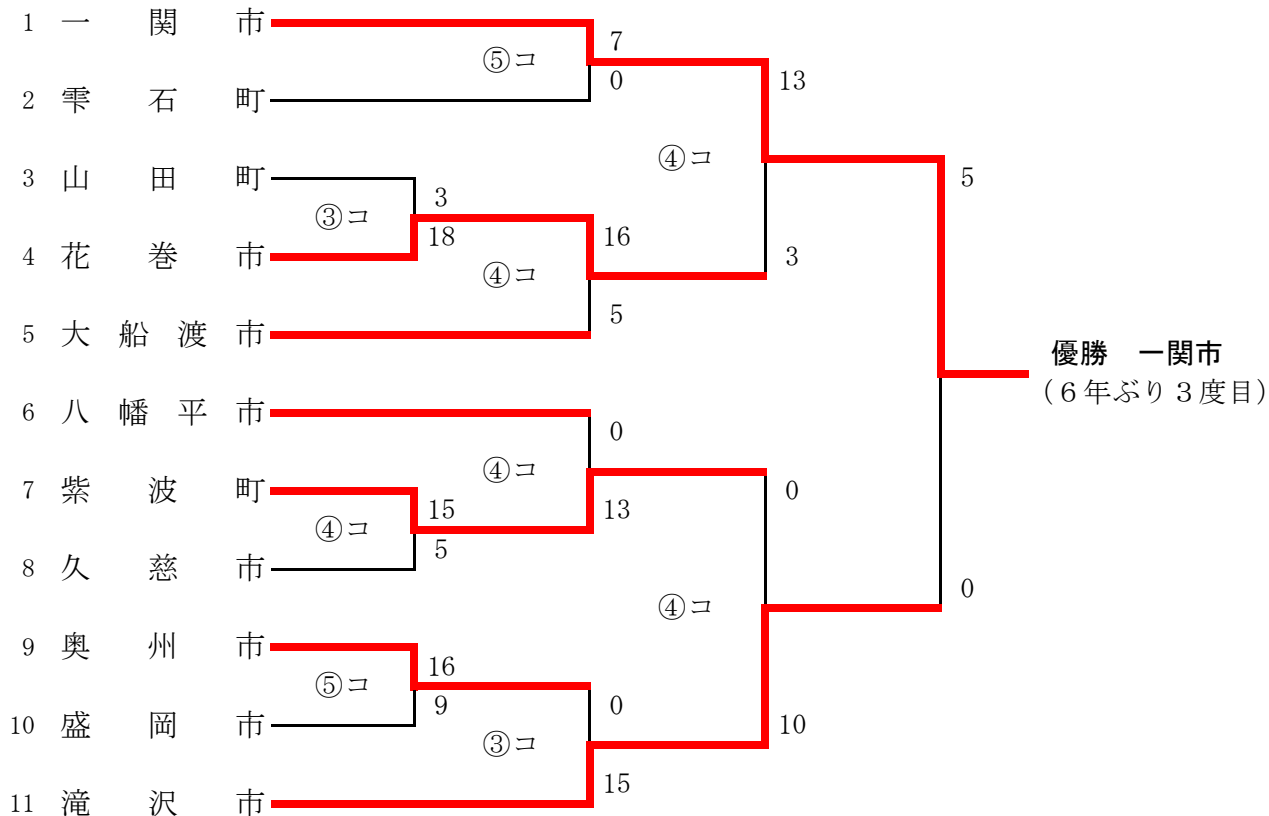 1 一関市
7
⑤コ
0
13
2 雫石町
④コ
3 山田町
3
5
③コ
18
16
4 花巻市
3
④コ
5 大船渡市
5
優勝 一関市
(6年ぶり3度目)
6 八幡平市
0
④コ
7 紫波町
15
13
0
④コ
5
8 久慈市
0
④コ
9 奥州市
16
⑤コ
9
0
10 盛岡市
10
③コ
15
11 滝沢市